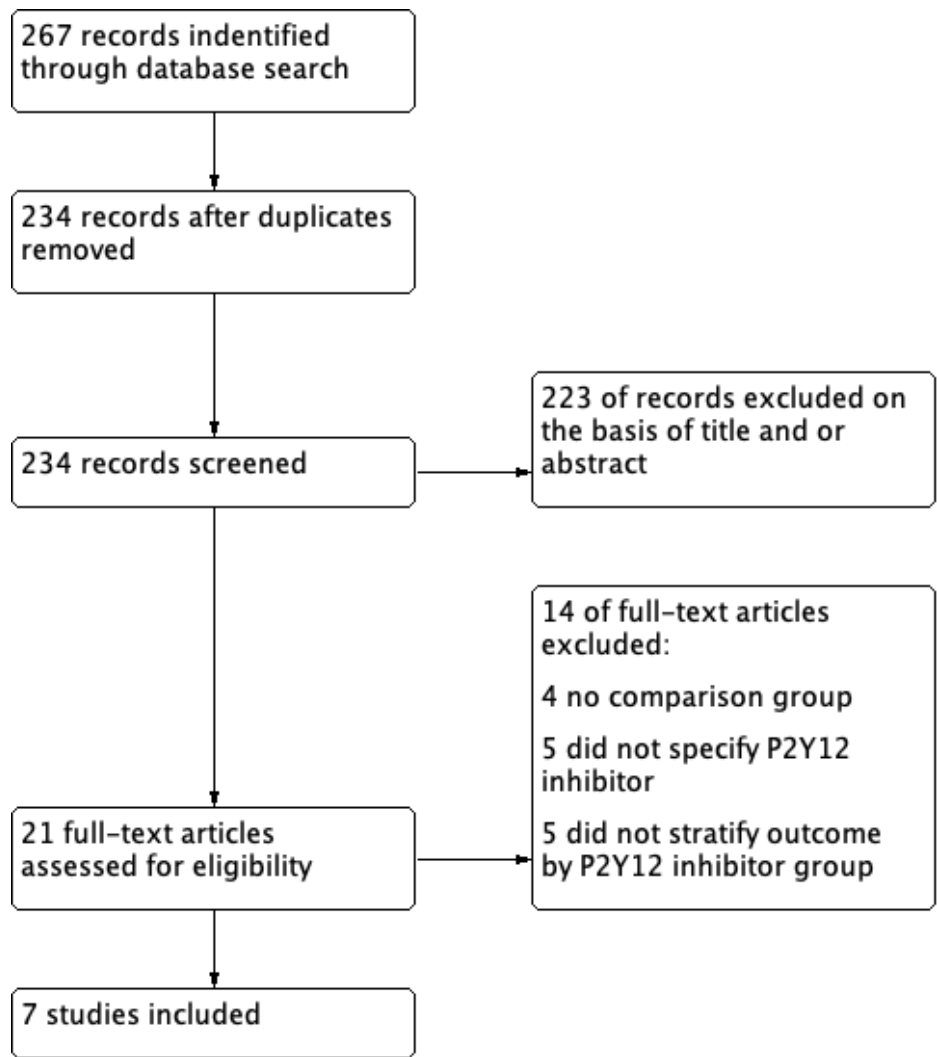 267 records indentified
through database search
234 records after duplicates
removed
234 records screened
223 of records excluded on
the basis of title and or
abstract
14 of full-text articles
excluded:
4 no comparison group
5 did not specify P2Y12
inhibitor
5 did not stratify outcome
by P2Y12 inhibitor group
21 full-text articles
assessed for eligibility
7 studies included